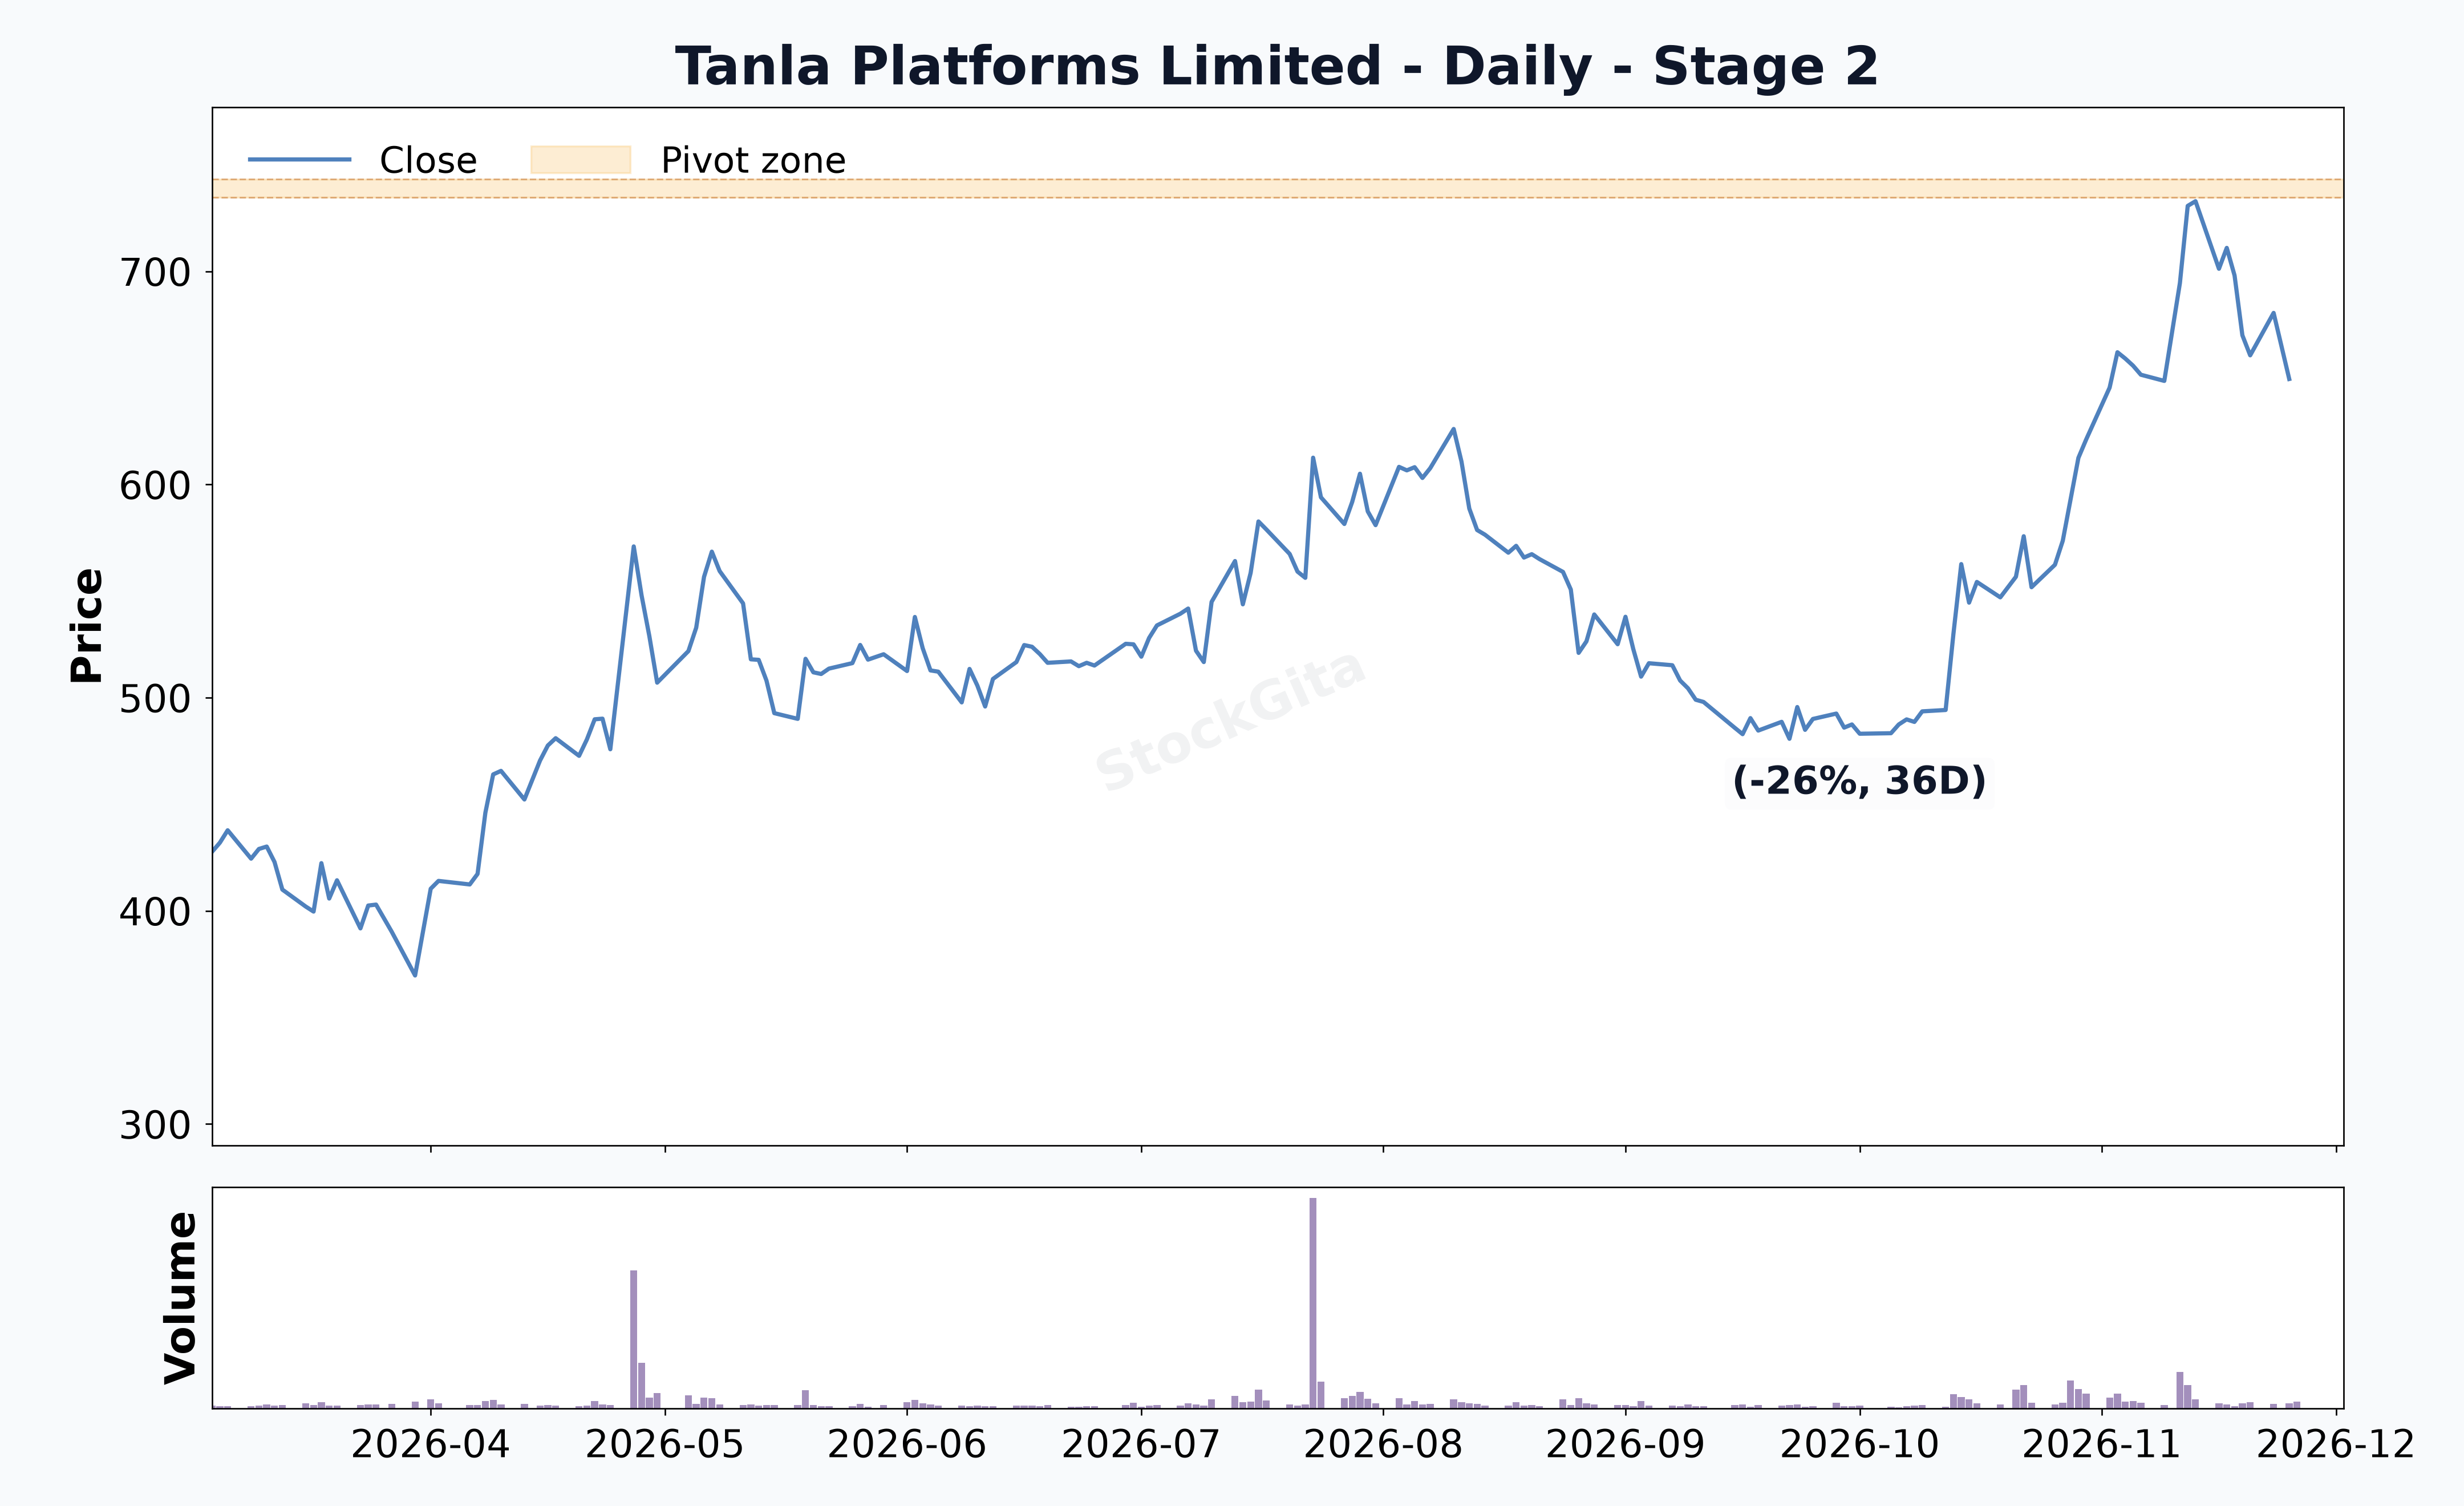 Tanla Platforms Limited - Daily - Stage 2
Close
Pivot zone
Price
700
600
500
400
300
StockGita
(-26%, 36D)
Volume
2026-04
2026-05
2026-06
2026-07
2026-08
2026-09
2026-10
2026-11
2026-12